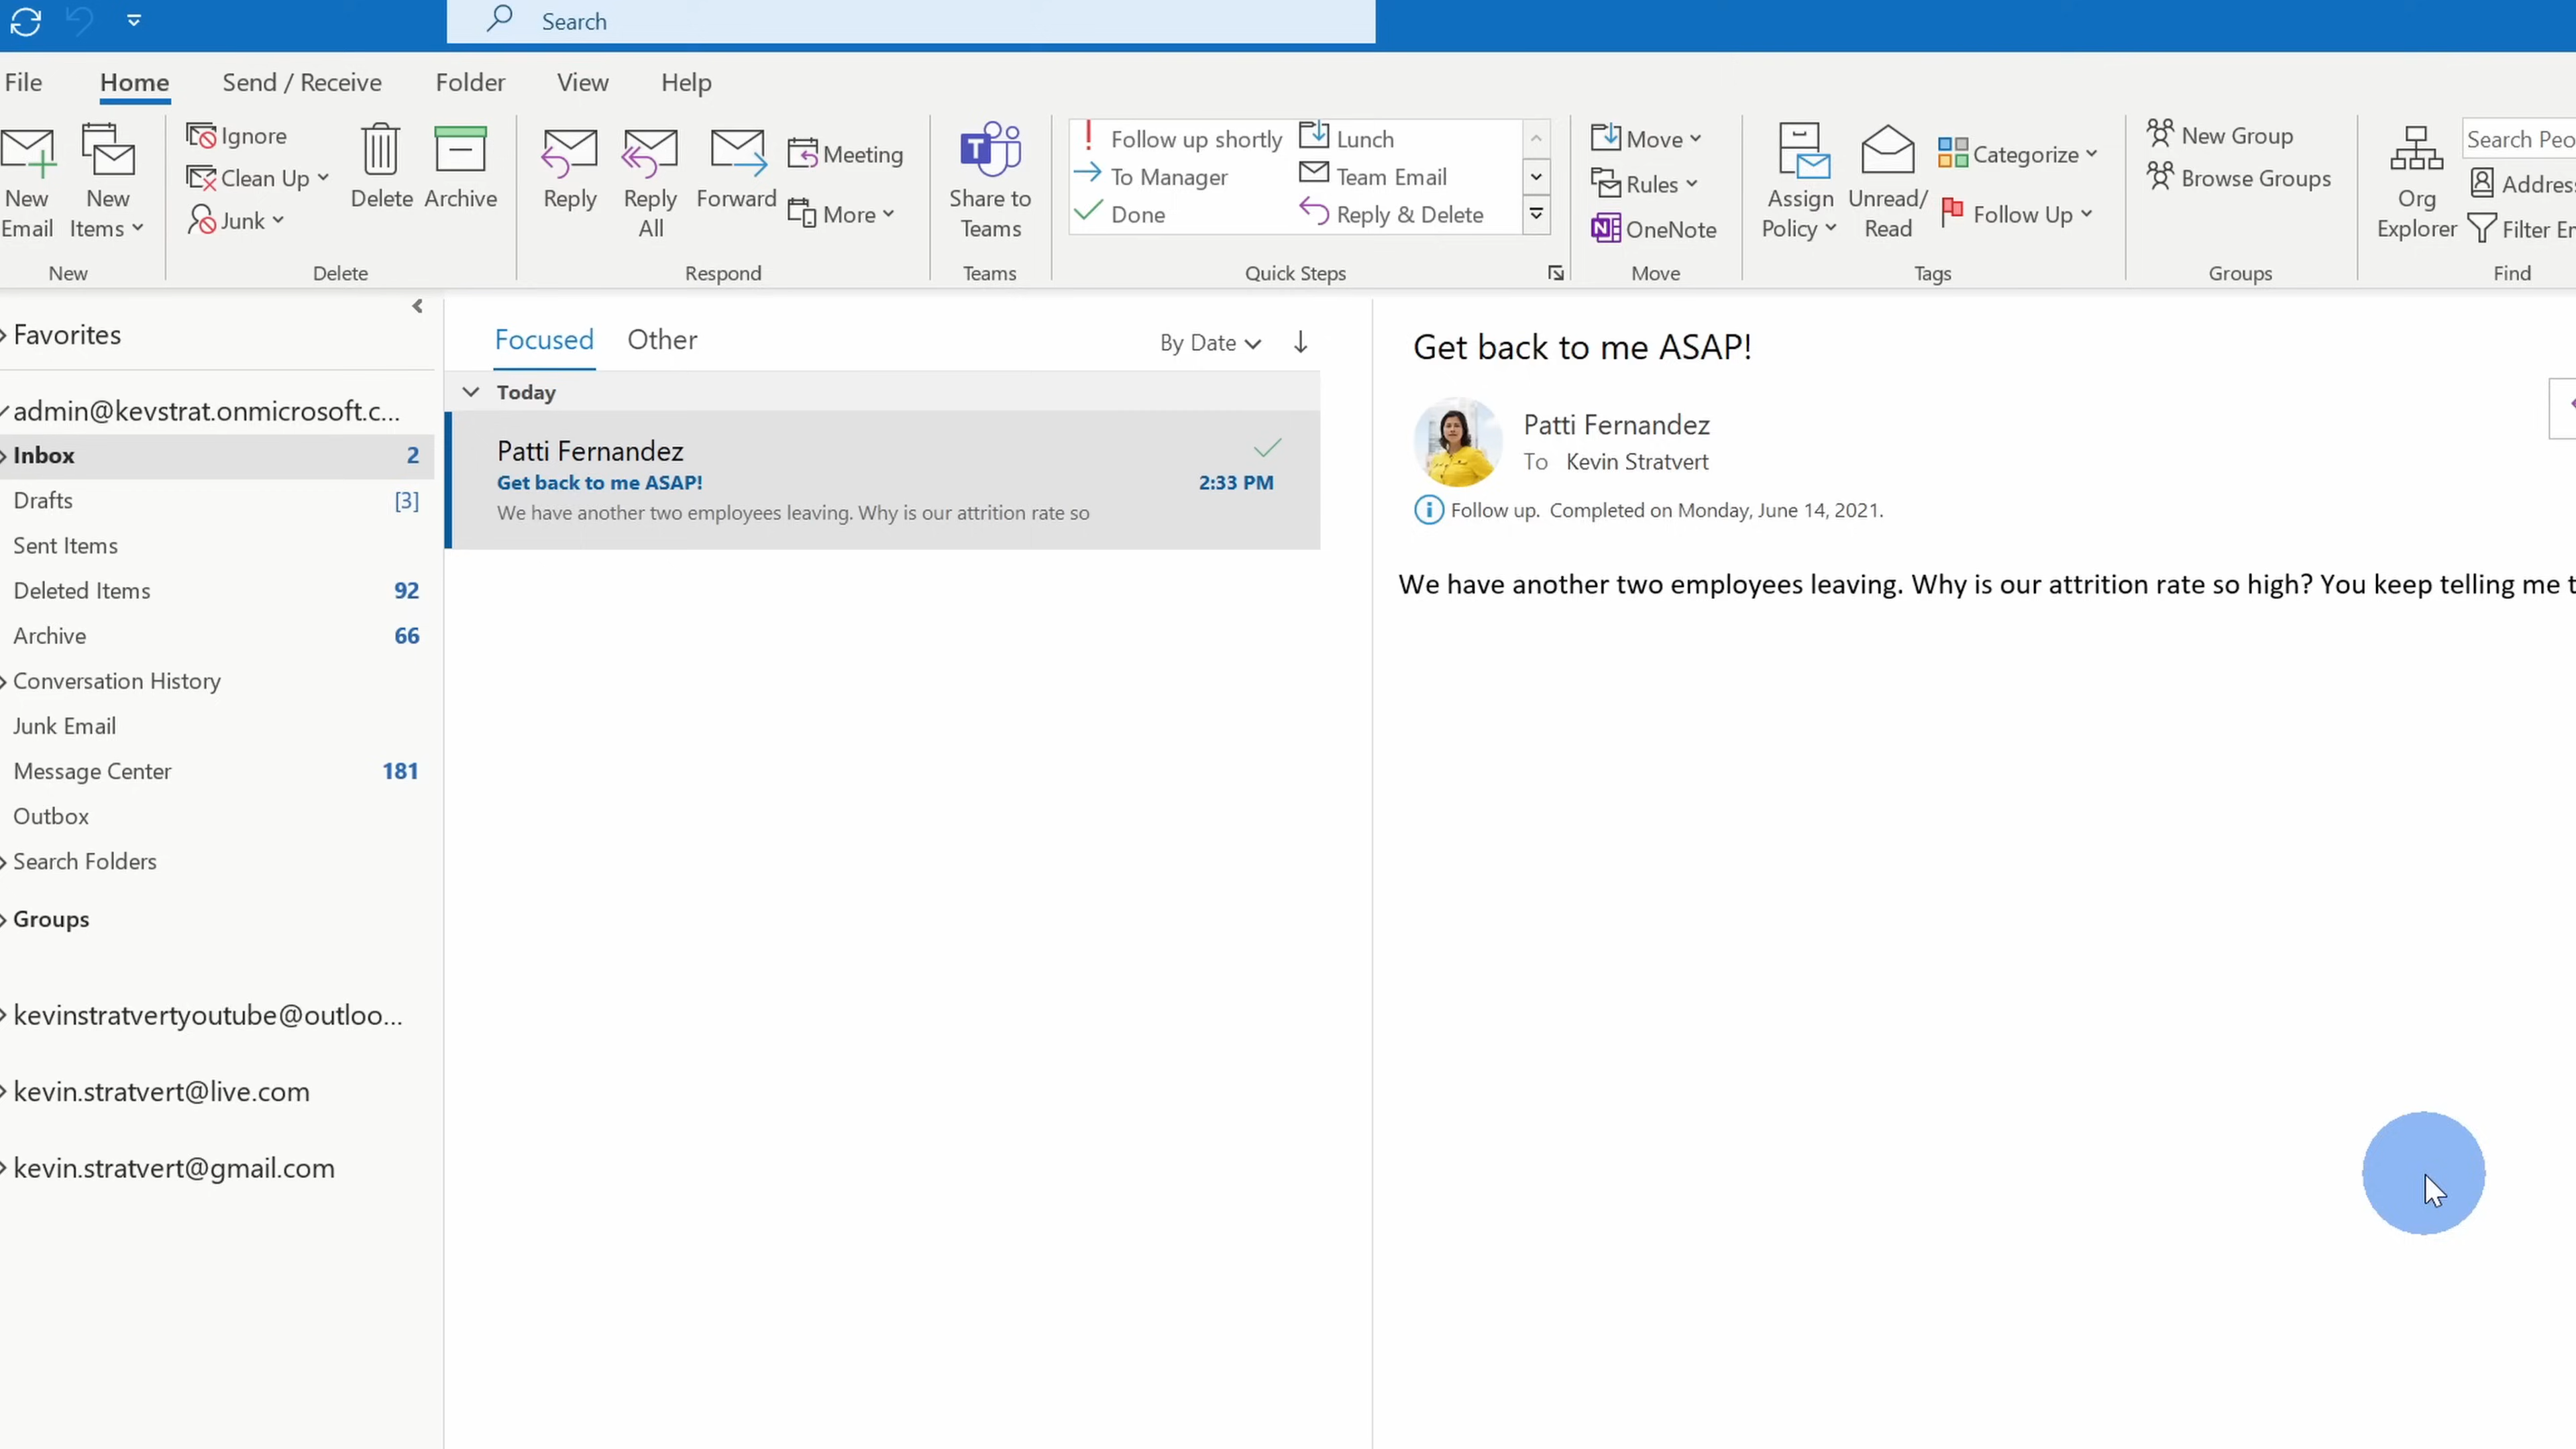 Search
File Home Send / Receive Folder View Help
New Email
New Items
New
Ignore
Clean Up
Junk
Delete
Archive
Delete
Reply
Reply All
Forward
Meeting
More
Respond
Share to Teams
Teams
Follow up shortly
To Manager
Done
Lunch
Team Email
Reply & Delete
Quick Steps
Move
Rules
OneNote
Move
Assign Policy
Unread/ Read
Categorize
Follow Up
Tags
New Group
Browse Groups
Groups
Org Explorer
Search Peo
Addres
Filter Em
Find
Favorites
admin@kevstrat.onmicrosoft.c...
Inbox 2
Drafts [3]
Sent Items
Deleted Items 92
Archive 66
Conversation History
Junk Email
Message Center 181
Outbox
Search Folders
Groups
kevinstratvertyoutube@outloo...
kevin.stratvert@live.com
kevin.stratvert@gmail.com
Focused Other By Date
Today
Patti Fernandez
Get back to me ASAP! 2:33 PM
We have another two employees leaving. Why is our attrition rate so
Get back to me ASAP!
Patti Fernandez
To Kevin Stratvert
Follow up. Completed on Monday, June 14, 2021.
We have another two employees leaving. Why is our attrition rate so high? You keep telling me t